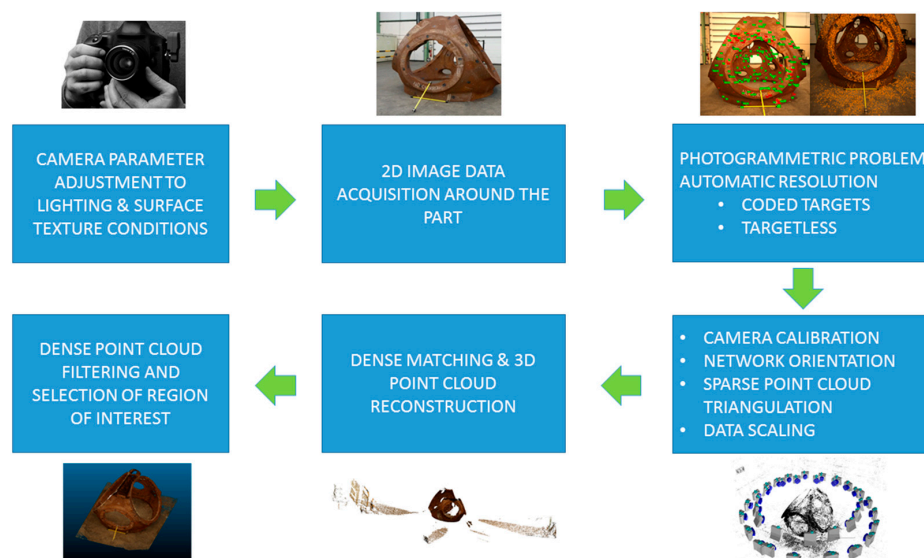 CAMERA PARAMETER
ADJUSTMENT TO
LIGHTING & SURFACE
TEXTURE CONDITIONS
2D IMAGE DATA
ACQUISITION AROUND THE
PART
PHOTOGRAMMETRIC PROBLEM
AUTOMATIC RESOLUTION
• CODED TARGETS
• TARGETLESS
• CAMERA CALIBRATION
• NETWORK ORIENTATION
• SPARSE POINT CLOUD
TRIANGULATION
• DATA SCALING
DENSE MATCHING & 3D
POINT CLOUD
RECONSTRUCTION
DENSE POINT CLOUD
FILTERING AND
SELECTION OF REGION
OF INTEREST